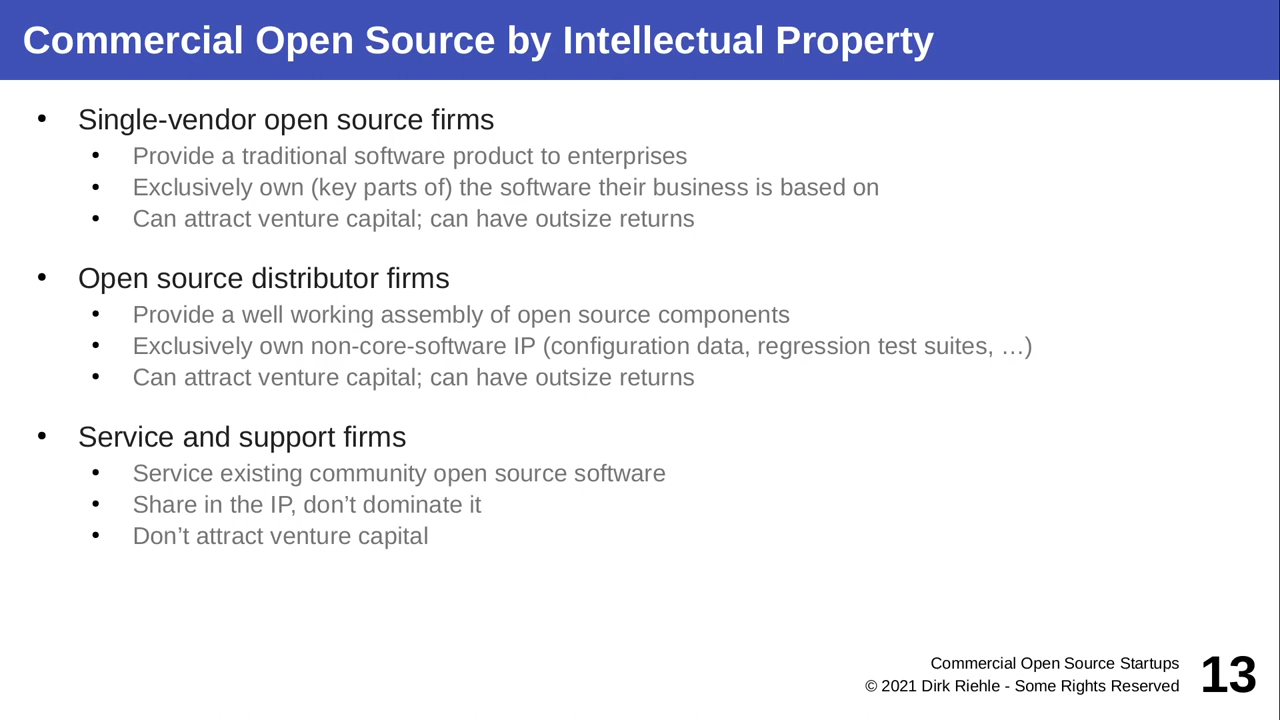 Commercial Open Source by Intellectual Property
• Single-vendor open source firms
• Provide a traditional software product to enterprises
• Exclusively own (key parts of) the software their business is based on
• Can attract venture capital; can have outsize returns
• Open source distributor firms
• Provide a well working assembly of open source components
• Exclusively own non-core-software IP (configuration data, regression test suites, …)
• Can attract venture capital; can have outsize returns
• Service and support firms
• Service existing community open source software
• Share in the IP, don’t dominate it
• Don’t attract venture capital
Commercial Open Source Startups
© 2021 Dirk Riehle - Some Rights Reserved
13